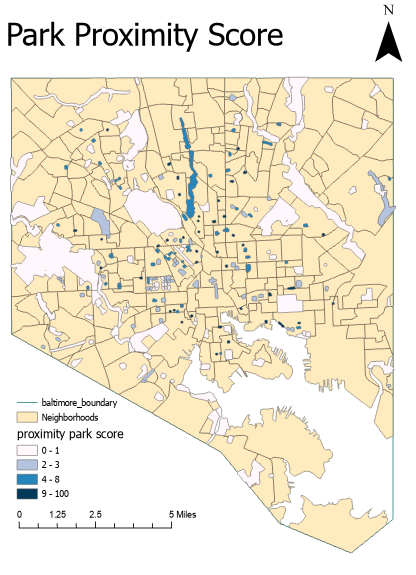 N
Park Proximity Score
baltimore_boundary
Neighborhoods
proximity park score
0 - 1
2 - 3
4 - 8
9 - 100
0 1.25 2.5 5 Miles